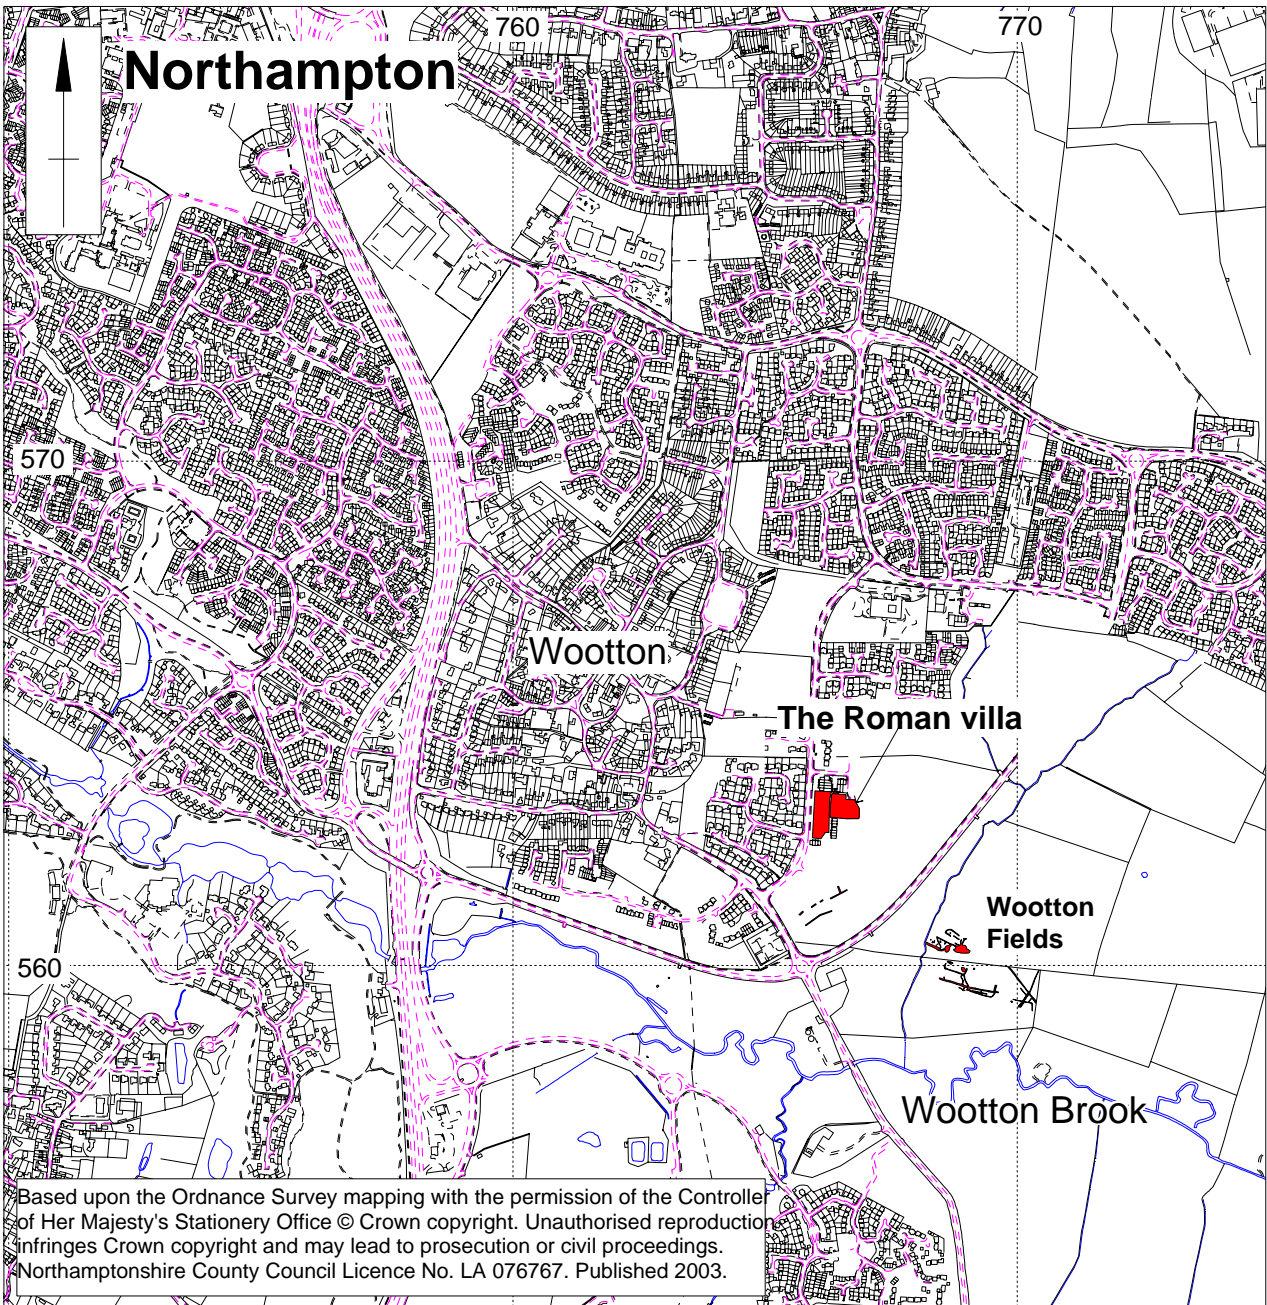 760
770
Northampton
570
Wootton
The Roman villa
Wootton
Fields
560
Wootton Brook
Based upon the Ordnance Survey mapping with the permission of the Controller
of Her Majesty's Stationery Office © Crown copyright. Unauthorised reproduction
infringes Crown copyright and may lead to prosecution or civil proceedings.
Northamptonshire County Council Licence No. LA 076767. Published 2003.